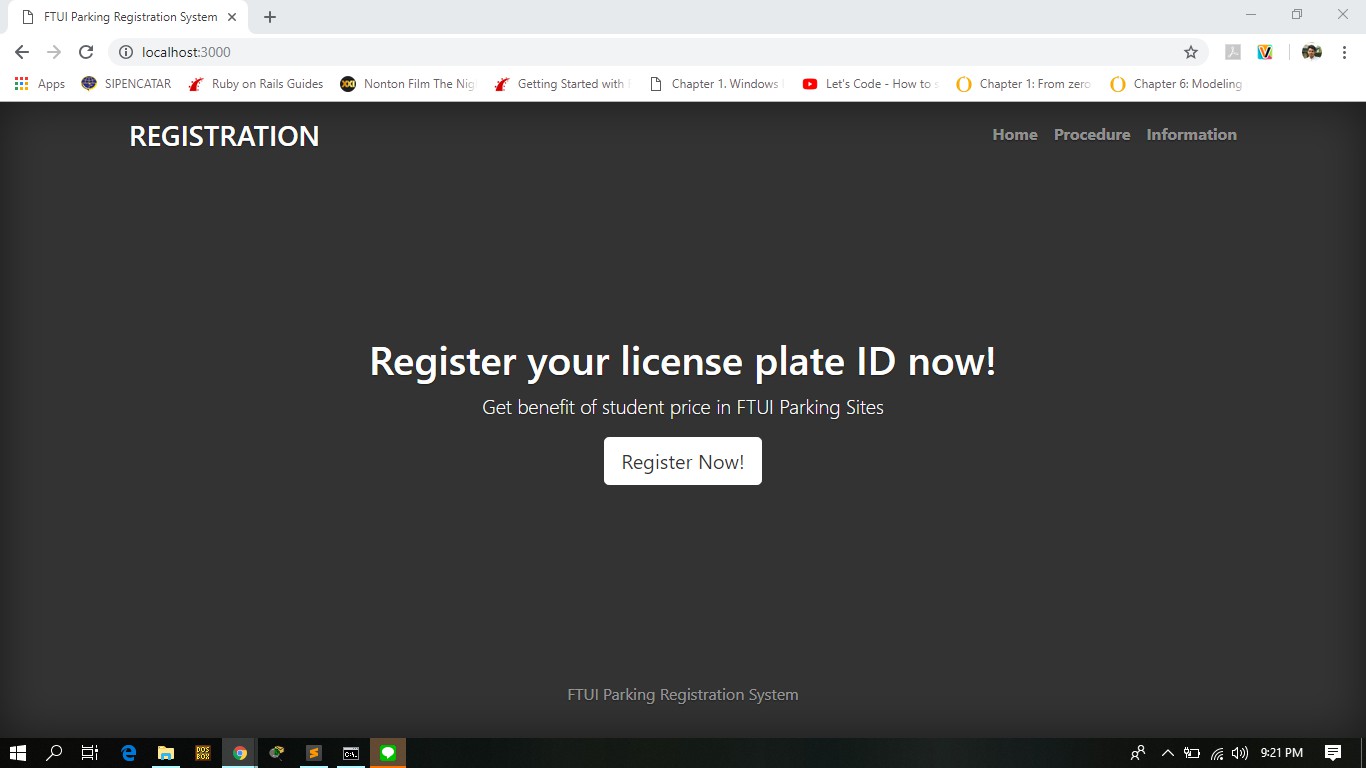 FTUI Parking Registration System
localhost:3000
Apps
SIPENCATAR
Ruby on Rails Guides
Nonton Film The Nig
Getting Started with
Chapter 1. Windows
Let's Code - How to s
Chapter 1: From zero
Chapter 6: Modeling
REGISTRATION
Home
Procedure
Information
Register your license plate ID now!
Get benefit of student price in FTUI Parking Sites
Register Now!
FTUI Parking Registration System
DOS BOX
C:\.
9:21 PM